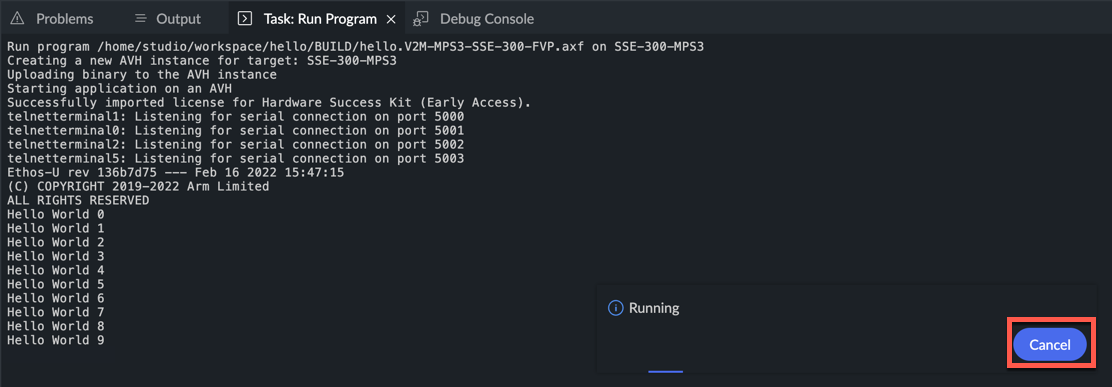 Problems
Output
Task: Run Program
Debug Console
Run program /home/studio/workspace/hello/BUILD/hello.V2M-MPS3-SSE-300-FVP.axf on SSE-300-MPS3
Creating a new AVH instance for target: SSE-300-MPS3
Uploading binary to the AVH instance
Starting application on an AVH
Successfully imported license for Hardware Success Kit (Early Access).
telnetterminal1: Listening for serial connection on port 5000
telnetterminal0: Listening for serial connection on port 5001
telnetterminal2: Listening for serial connection on port 5002
telnetterminal5: Listening for serial connection on port 5003
Ethos-U rev 136b7d75 --- Feb 16 2022 15:47:15
(C) COPYRIGHT 2019-2022 Arm Limited
ALL RIGHTS RESERVED
Hello World 0
Hello World 1
Hello World 2
Hello World 3
Hello World 4
Hello World 5
Hello World 6
Hello World 7
Hello World 8
Hello World 9
Running
Cancel